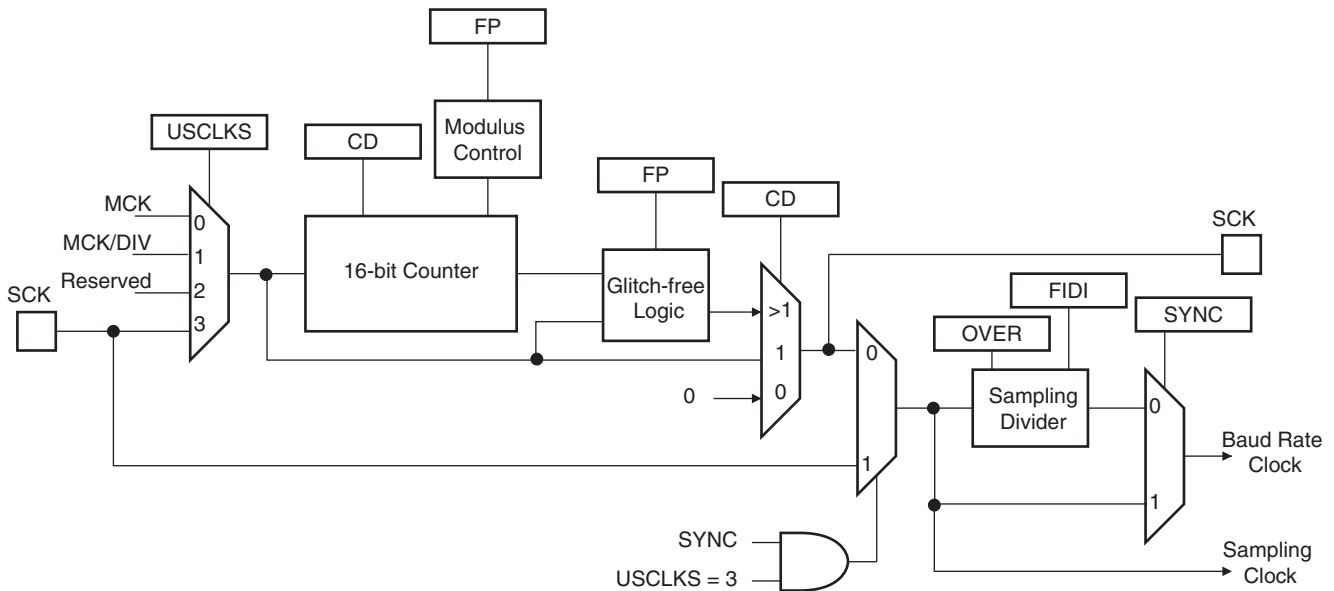 FP
USCLKS
CD
Modulus
Control
FP
CD
MCK
0
MCK/DIV
1
Reserved
2
SCK
3
16-bit Counter
Glitch-free
Logic
>1
1
0
0
SCK
FIDI
SYNC
OVER
0
1
Sampling
Divider
0
1
Baud Rate
Clock
SYNC
USCLKS = 3
Sampling
Clock